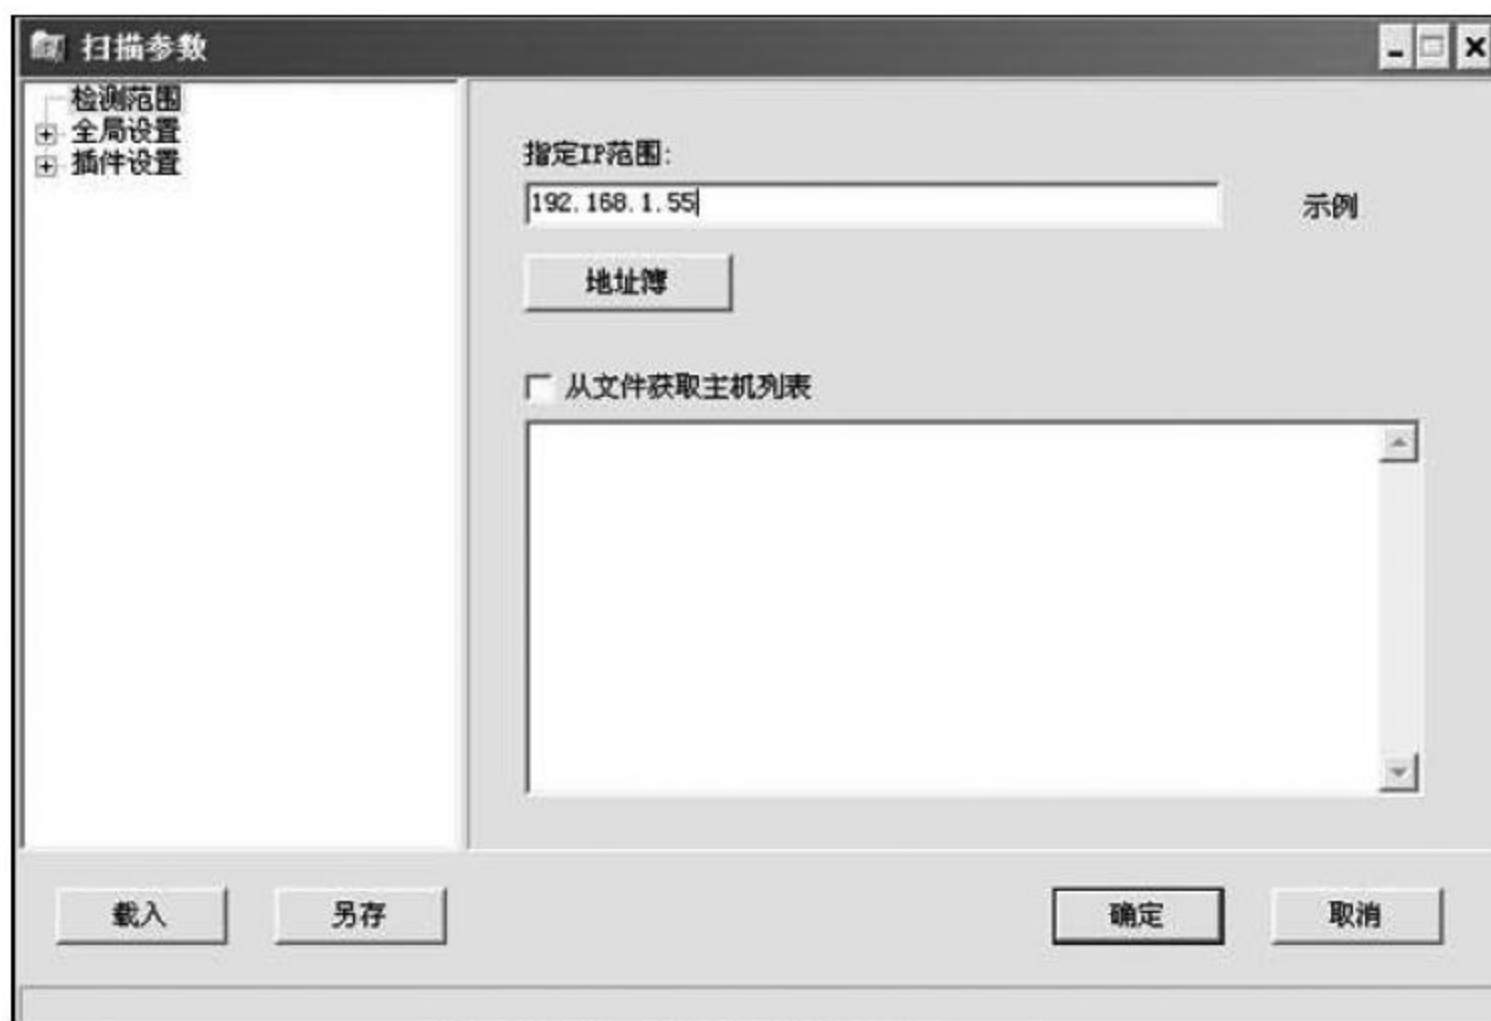 扫描参数
检测范围
全局设置
插件设置
指定IP范围:
192.168.1.55
示例
地址簿
从文件获取主机列表
载入
另存
确定
取消